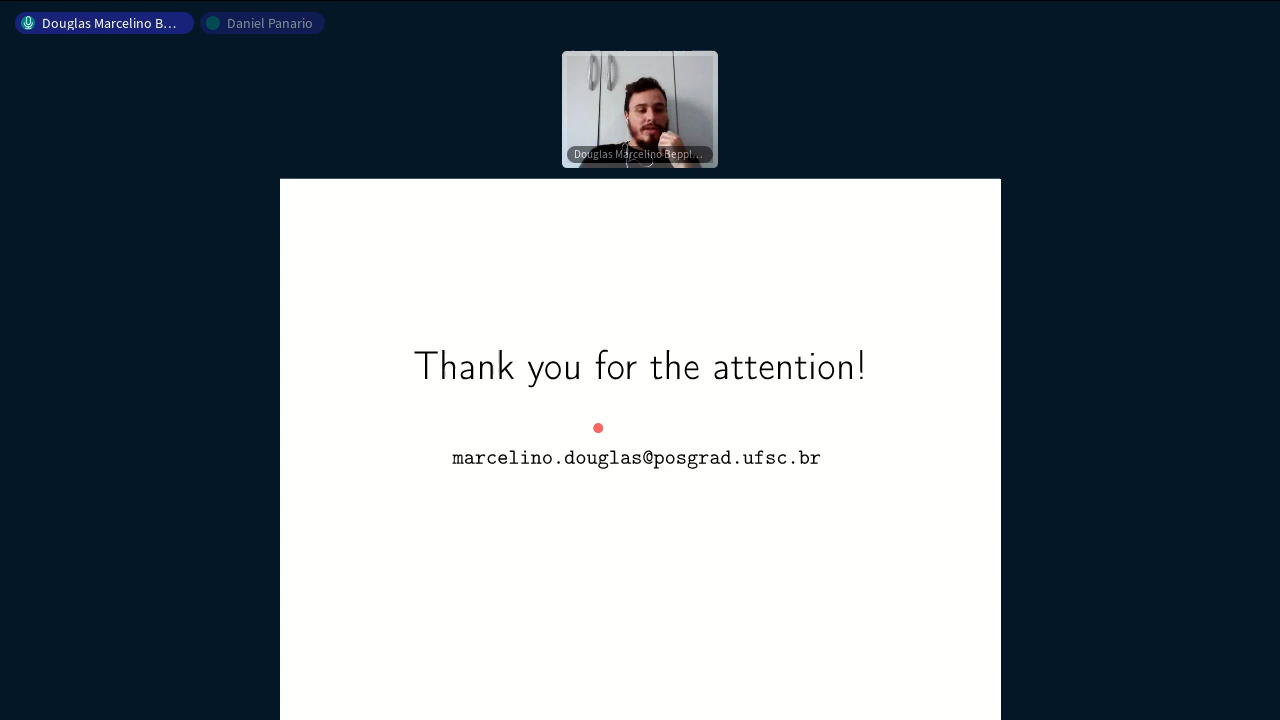 Douglas Marcelino B...
Daniel Panario
Douglas Marcelino Beppl...
Thank you for the attention!
marcelino.douglas@posgrad.ufsc.br